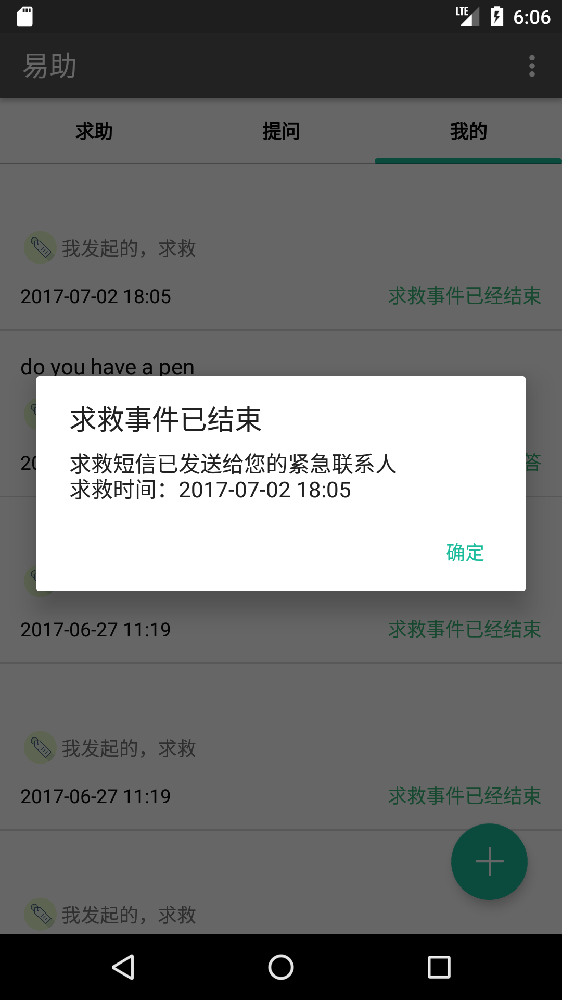 LTE 6:06
易助
求助 提问 我的
我发起的，求救
2017-07-02 18:05 求救事件已经结束
do you have a pen
求救事件已结束
求救短信已发送给您的紧急联系人
求救时间：2017-07-02 18:05
20 答
确定
2017-06-27 11:19 求救事件已经结束
我发起的，求救
2017-06-27 11:19 求救事件已经结束
我发起的，求救